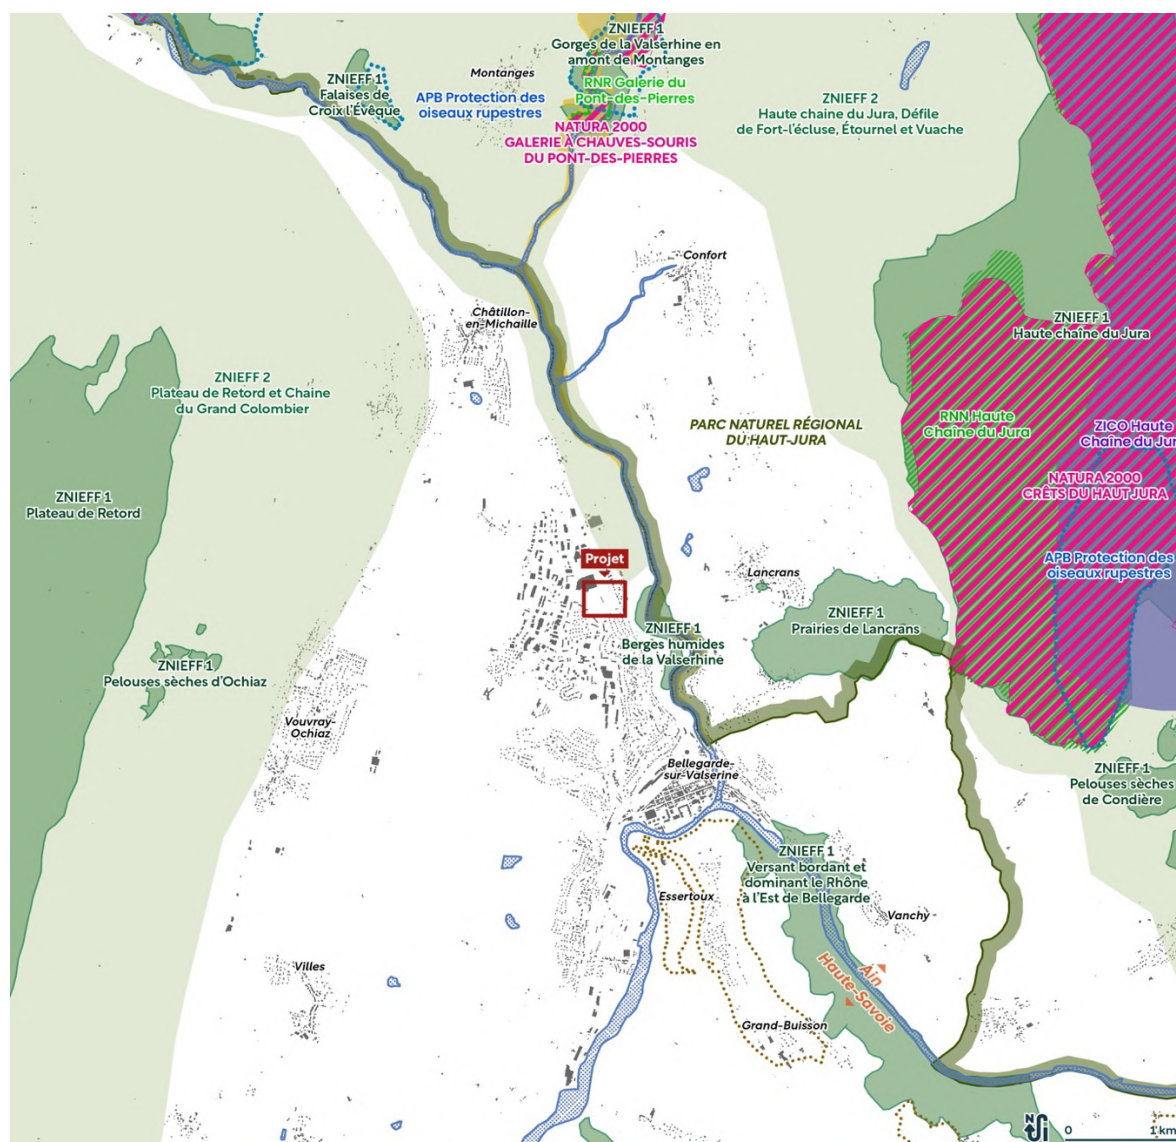 ZNIEFF 1
Gorges de la Valserhine en
amont de Montanges
Montanges
RNR Galerie du
Pont-des-Pierres
ZNIEFF 1
Falaises de
Croix l'Évêque
APB Protection des
oiseaux rupestres
NATURA 2000
GALERIE À CHAUVES-SOURIS
DU PONT-DES-PIERRES
ZNIEFF 2
Haute chaine du Jura, Défile
de Fort-l'écluse, Étournel et Vuache
Confort
Châtillon-
en-Michaille
ZNIEFF 1
Haute chaîne du Jura
ZNIEFF 2
Plateau de Retord et Chaine
du Grand Colombier
PARC NATUREL RÉGIONAL
DU HAUT-JURA
RNN Haute
Chaîne du Jura
ZICO Haute
Chaîne du Jur
NATURA 2000
CRÊTS DU HAUT JURA
ZNIEFF 1
Plateau de Retord
APB Protection des
oiseaux rupestres
Projet
Lancrans
ZNIEFF 1
Prairies de Lancrans
ZNIEFF 1
Berges humides
de la Valserhine
ZNIEFF 1
Pelouses sèches d'Ochiaz
Vouvray-
Ochiaz
Bellegarde-
sur-Valserine
ZNIEFF 1
Pelouses sèches
de Condière
ZNIEFF 1
Versant bordant et
dominant le Rhône
à l'Est de Bellegarde
Essertoux
Vanchy
Villes
Ain
Haute-Savoie
Grand-Buisson
N
0 1 km